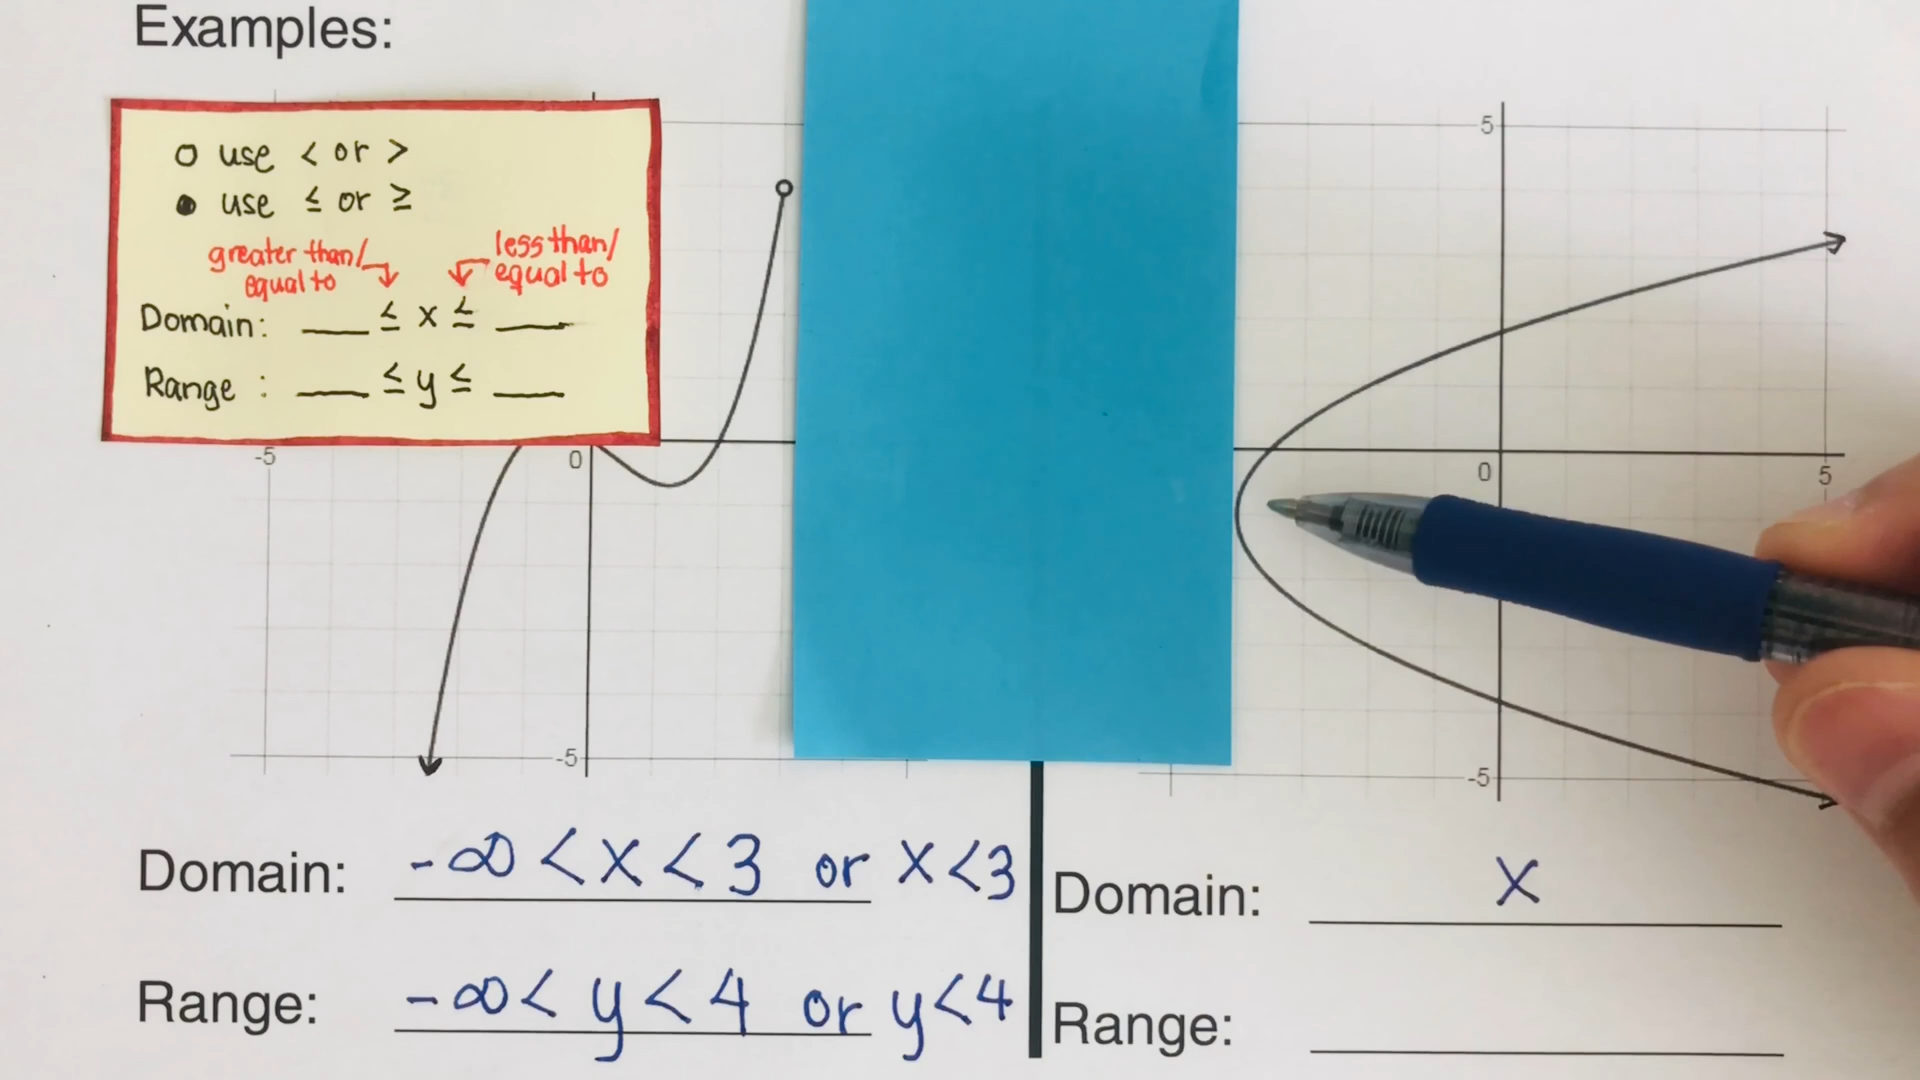 Examples:
○ use < or >
● use ≤ or ≥
greater than/
equal to
less than/
equal to
Domain: ___ ≤ x ≤ ___
Range : ___ ≤ y ≤ ___
-5
0
-5
5
0
5
-5
Domain: -∞ < x < 3 or x < 3
Range: -∞ < y < 4 or y < 4
Domain: x
Range: